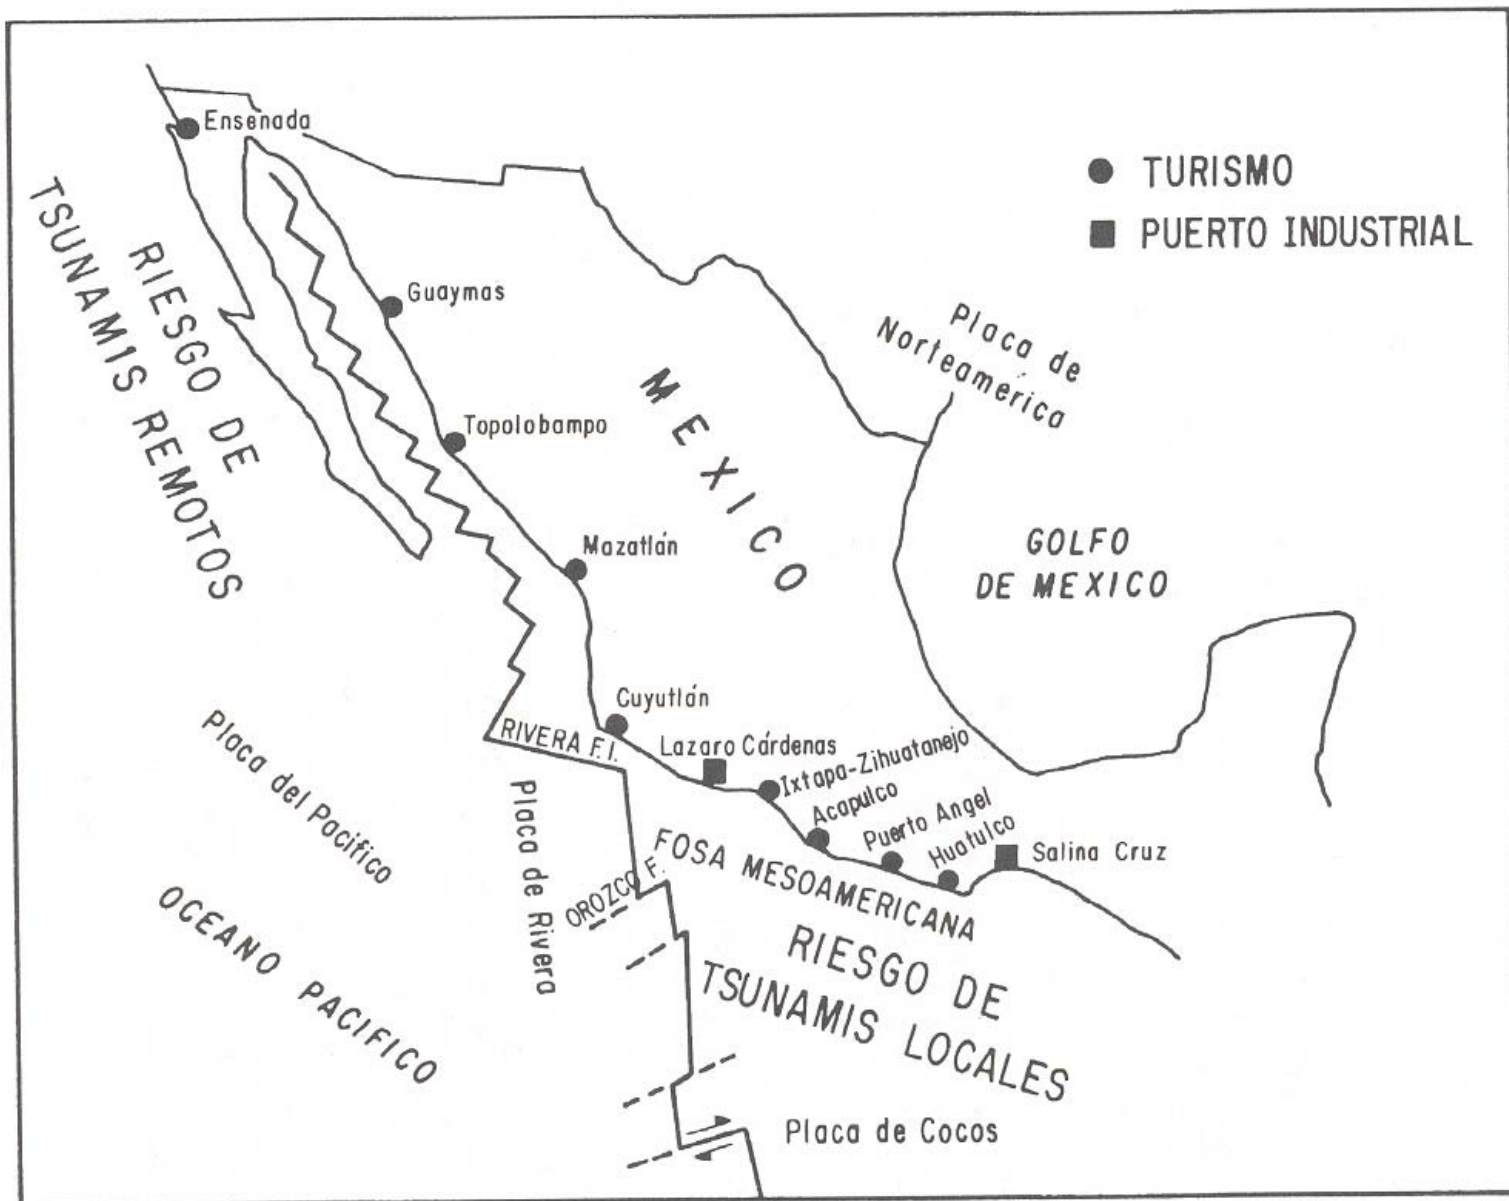 Ensenada
TURISMO
PUERTO INDUSTRIAL
RIESGO DE
TSUNAMIS REMOTOS
Guaymas
Placa de
Norteamérica
MEXICO
Topolobampo
GOLFO
DE MEXICO
Mazatlán
Cuyutlán
RIVERA F.I.
Lazaro Cárdenas
Ixtapa-Zihuatanejo
Acapulco
Puerto Angel
Huatulco
Salina Cruz
Placa del Pacifico
Placa de Rivera
OROZCO F.
FOSA MESOAMERICANA
OCEANO PACIFICO
RIESGO DE
TSUNAMIS LOCALES
Placa de Cocos